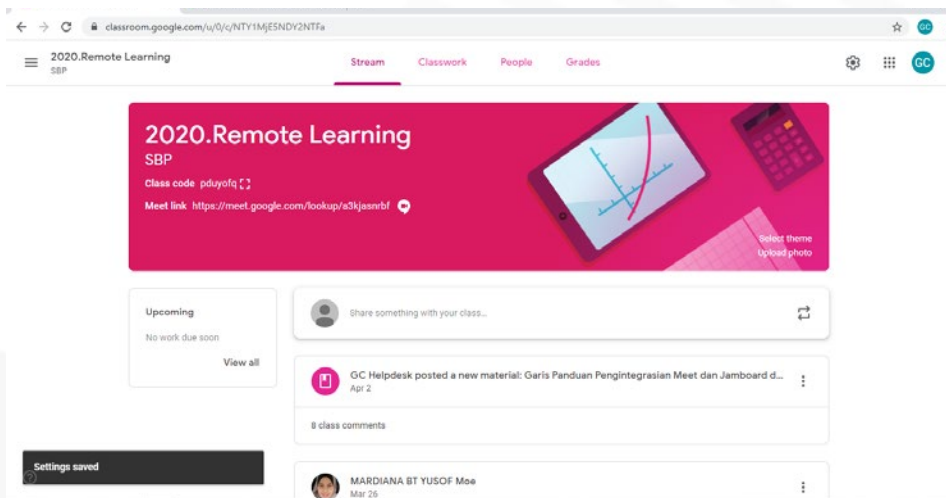 classroom.google.com/u/0/c/NTY1MjE5NDY2NTFa
GC
2020.Remote Learning
SBP
Stream Classwork People Grades
GC
2020.Remote Learning
SBP
Class code pduyofq
Meet link https://meet.google.com/lookup/a3kjasnrbf
Select theme
Upload photo
Upcoming
No work due soon
View all
Share something with your class...
GC Helpdesk posted a new material: Garis Panduan Pengintegrasian Meet dan Jamboard d...
Apr 2
8 class comments
Settings saved
MARDIANA BT YUSOF Moe
Mar 26